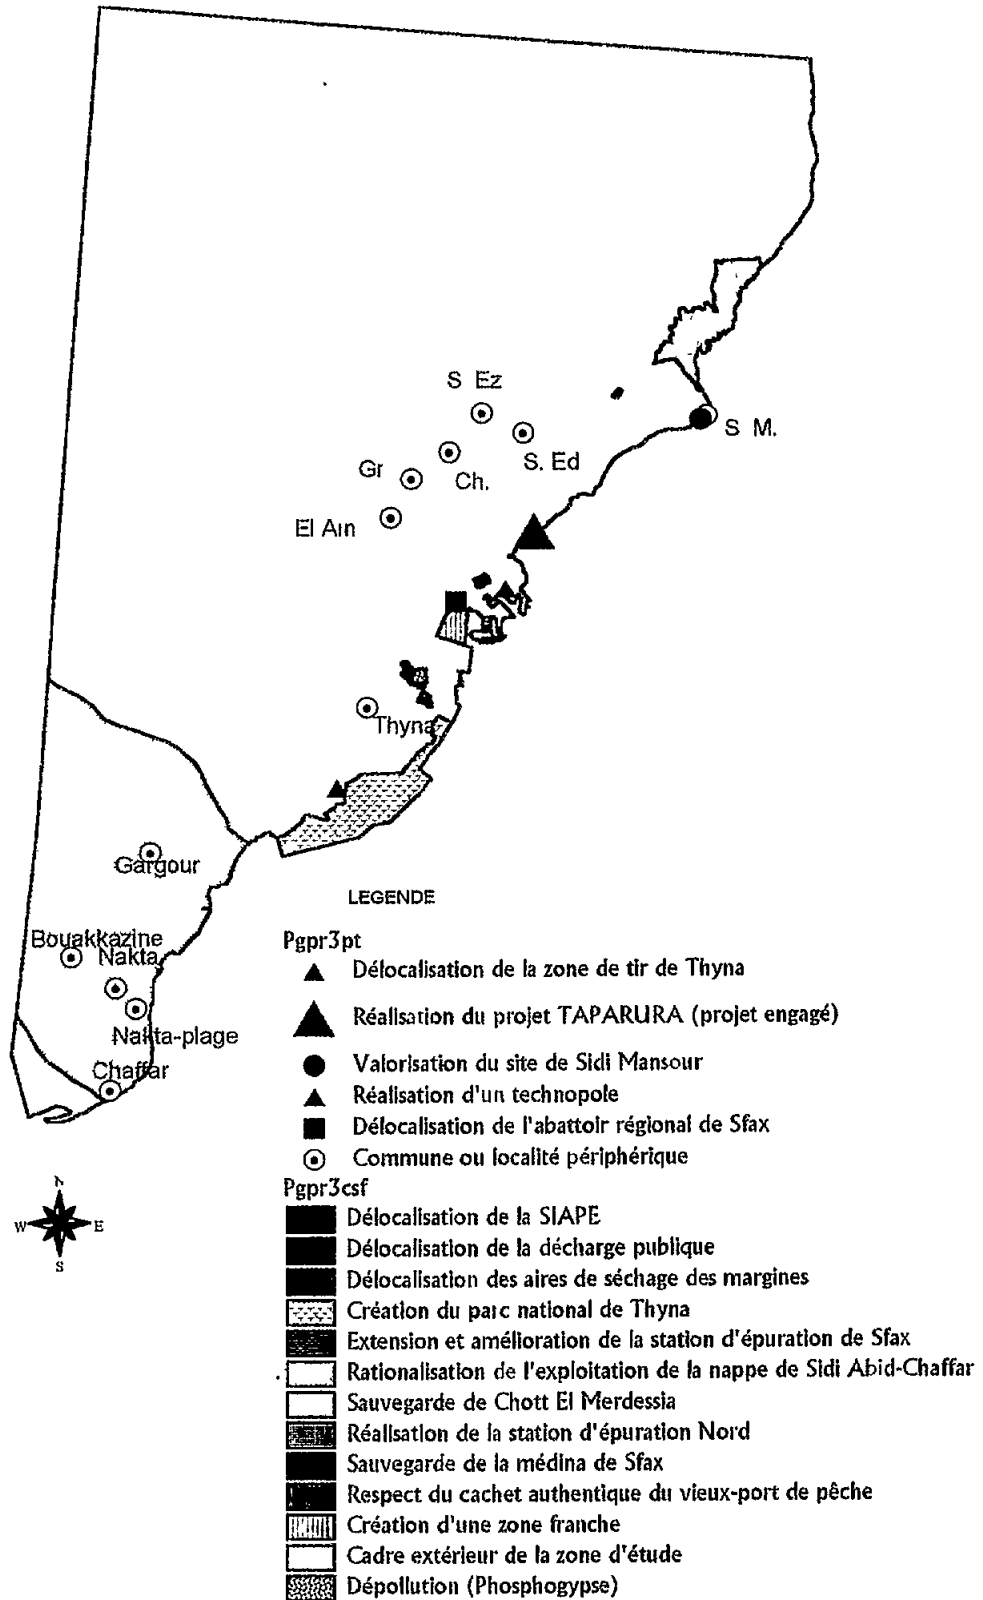 S Ez
S M.
S. Ed
Gr
Ch.
El Ain
Thyna
Gargour
Bouakkazine
Nakta
Nakta-plage
Chaffar
N
W E
S
LEGENDE
Pgpr3pt
Délocalisation de la zone de tir de Thyna
Réalisation du projet TAPARURA (projet engagé)
Valorisation du site de Sidi Mansour
Réalisation d'un technopole
Délocalisation de l'abattoir régional de Sfax
Commune ou localité périphérique
Pgpr3csf
Délocalisation de la SIAPE
Délocalisation de la décharge publique
Délocalisation des aires de séchage des margines
Création du parc national de Thyna
Extension et amélioration de la station d'épuration de Sfax
Rationalisation de l'exploitation de la nappe de Sidi Abid-Chaffar
Sauvegarde de Chott El Merdessia
Réalisation de la station d'épuration Nord
Sauvegarde de la médina de Sfax
Respect du cachet authentique du vieux-port de pêche
Création d'une zone franche
Cadre extérieur de la zone d'étude
Dépollution (Phosphogypse)